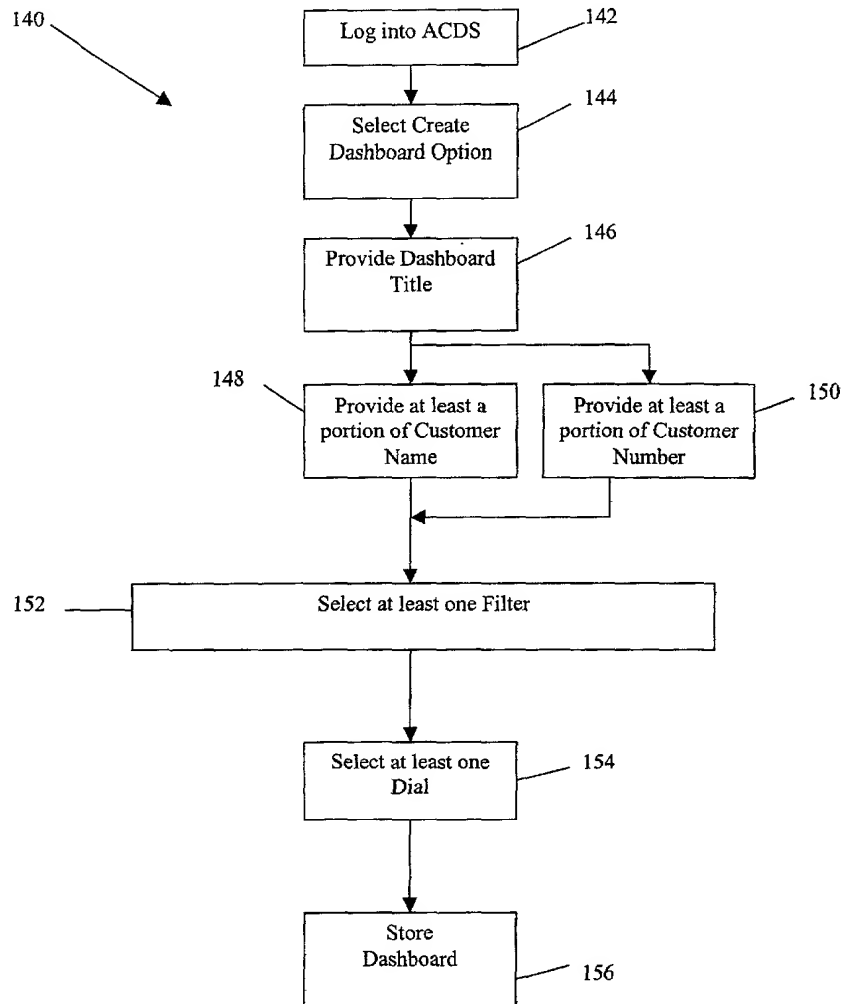 140
Log into ACDS
142
Select Create
Dashboard Option
144
Provide Dashboard
Title
146
148
Provide at least a
portion of Customer
Name
Provide at least a
portion of Customer
Number
150
152
Select at least one Filter
Select at least one
Dial
154
Store
Dashboard
156